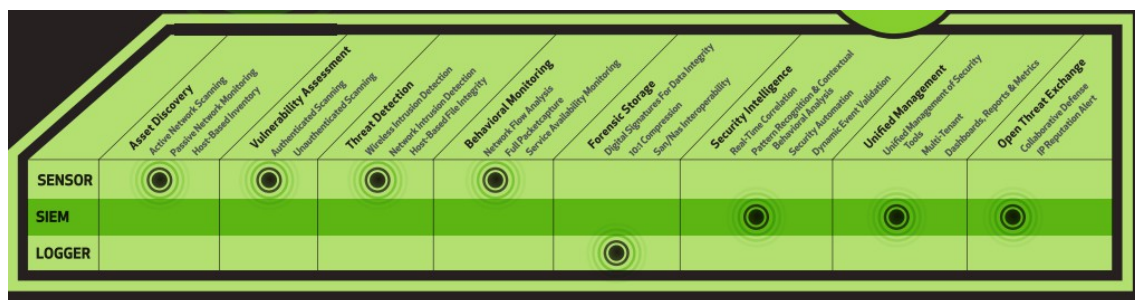 Asset Discovery
Active Network Scanning
Passive Network Monitoring
Host-Based Inventory
Vulnerability Assessment
Authenticated Scanning
Unauthenticated Scanning
Threat Detection
Wireless Intrusion Detection
Network Intrusion Detection
Host-Based File Integrity
Behavioral Monitoring
Network Flow Analysis
Full Packetcapture
Service Availability Monitoring
Forensic Storage
Digital Signatures For Data Integrity
10:1 Compression
San/Nas Interoperability
Security Intelligence
Real-Time Correlation
Pattern Recognition & Contextual
Behavioral Analysis
Security Automation
Dynamic Event Validation
Unified Management
Unified Management of Security
Tools
Multi-Tenant
Dashboards, Reports & Metrics
Open Threat Exchange
Collaborative Defense
IP Reputation Alert
SENSOR
SIEM
LOGGER